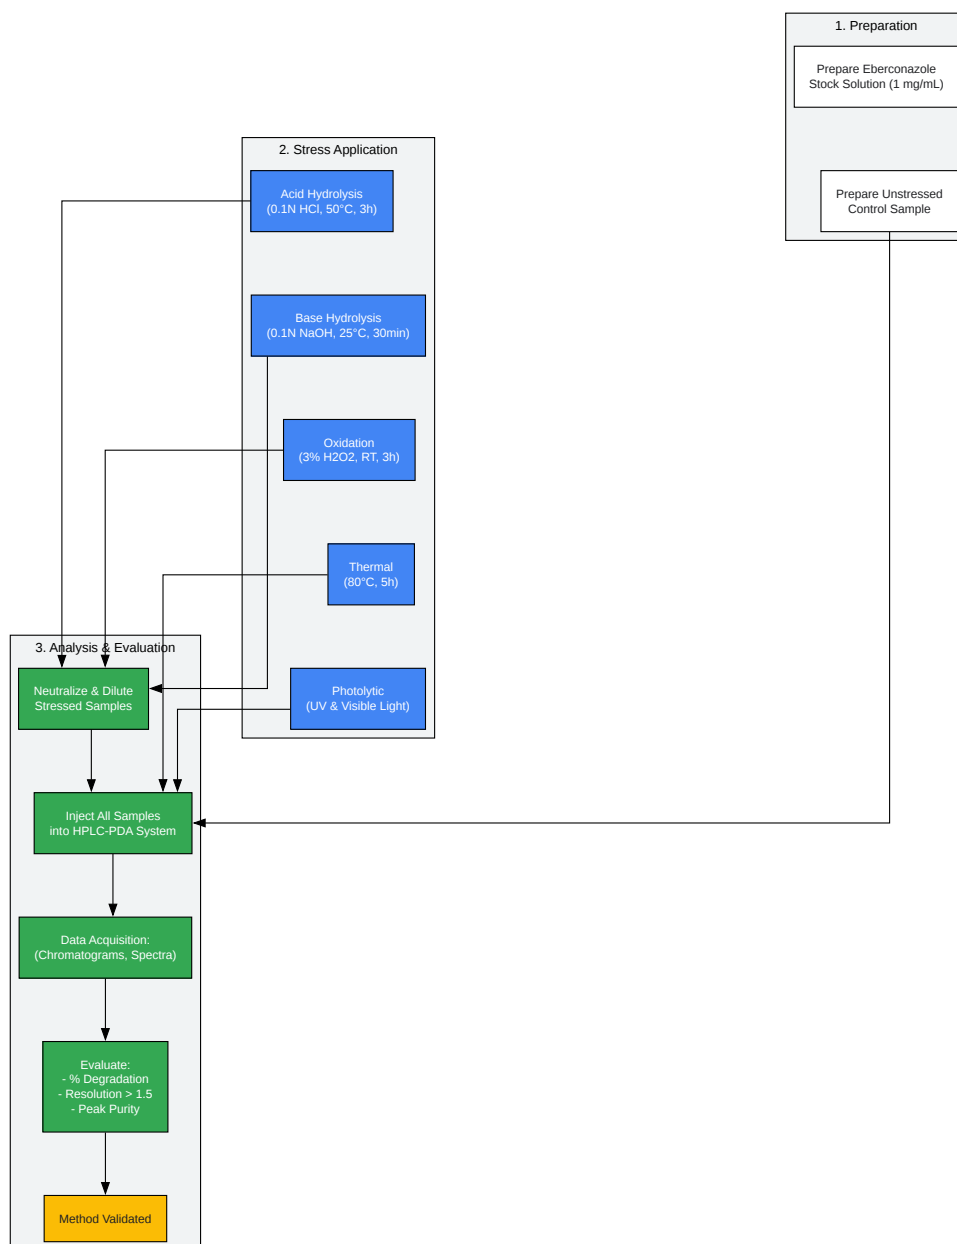 1. Preparation
Prepare Eberconazole
Stock Solution (1 mg/mL)
Prepare Unstressed
Control Sample
2. Stress Application
Acid Hydrolysis
(0.1N HCl, 50°C, 3h)
Base Hydrolysis
(0.1N NaOH, 25°C, 30min)
Oxidation
(3% H2O2, RT, 3h)
Thermal
(80°C, 5h)
Photolytic
(UV & Visible Light)
3. Analysis & Evaluation
Neutralize & Dilute
Stressed Samples
Inject All Samples
into HPLC-PDA System
Data Acquisition:
(Chromatograms, Spectra)
Evaluate:
- % Degradation
- Resolution > 1.5
- Peak Purity
Method Validated